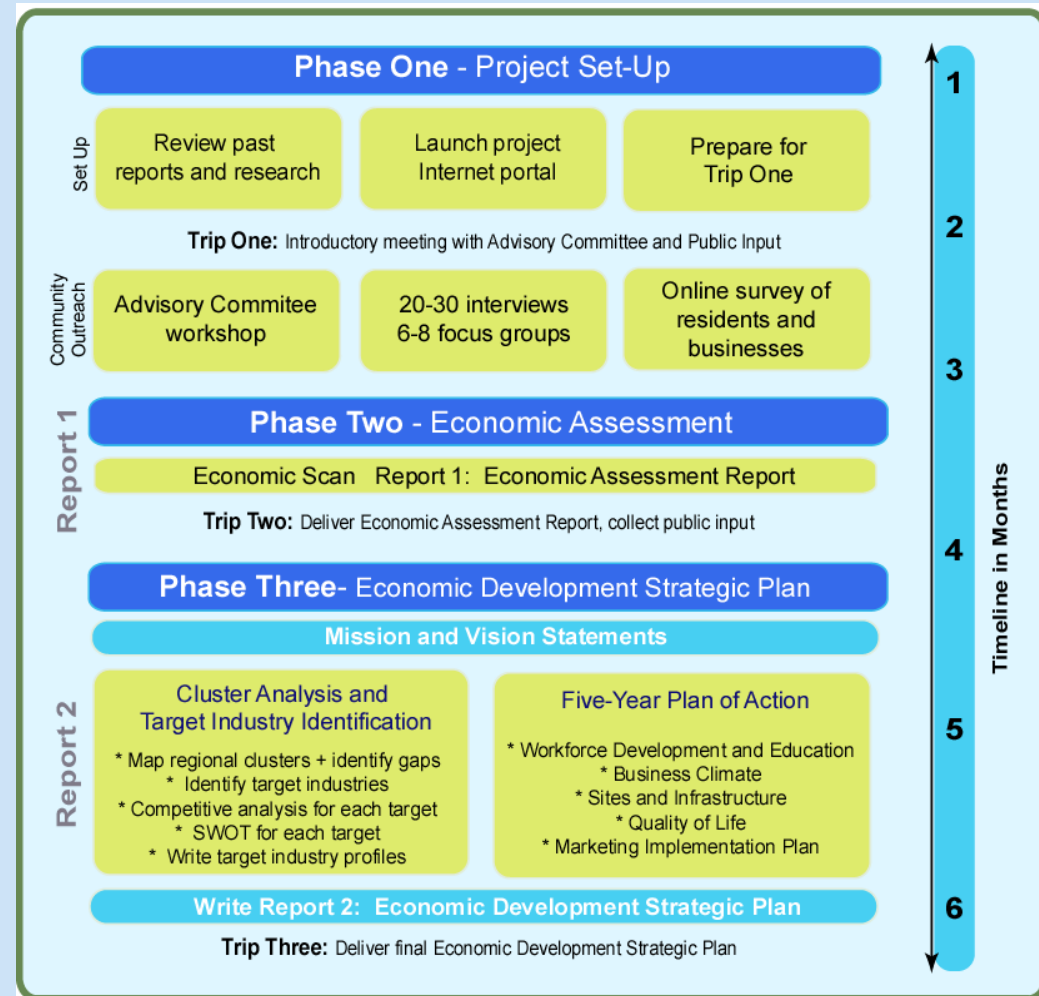 Phase One - Project Set-Up
1
Set Up
Review past
reports and research
Launch project
Internet portal
Prepare for
Trip One
2
Trip One: Introductory meeting with Advisory Committee and Public Input
Community
Outreach
Advisory Commitee
workshop
20-30 interviews
6-8 focus groups
Online survey of
residents and
businesses
3
Report 1
Phase Two - Economic Assessment
Economic Scan Report 1: Economic Assessment Report
Trip Two: Deliver Economic Assessment Report, collect public input
4
Timeline in Months
Phase Three- Economic Development Strategic Plan
Mission and Vision Statements
Report 2
Cluster Analysis and
Target Industry Identification
* Map regional clusters + identify gaps
* Identify target industries
* Competitive analysis for each target
* SWOT for each target
* Write target industry profiles
Five-Year Plan of Action
* Workforce Development and Education
* Business Climate
* Sites and Infrastructure
* Quality of Life
* Marketing Implementation Plan
5
Write Report 2: Economic Development Strategic Plan
6
Trip Three: Deliver final Economic Development Strategic Plan